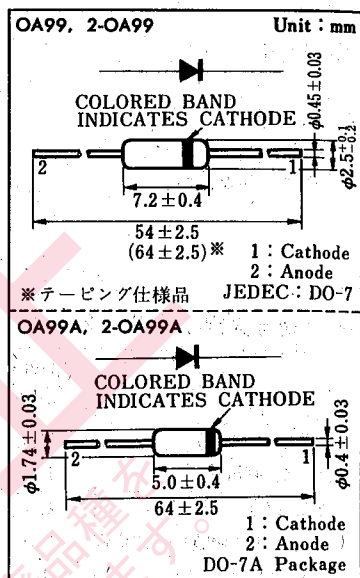 OA99, 2-OA99 Unit : mm
COLORED BAND
INDICATES CATHODE
φ0.45±0.03
2 1
7.2±0.4
54±2.5
(64±2.5)※
1 : Cathode
2 : Anode
※テーピング仕様品 JEDEC : DO-7
OA99A, 2-OA99A
COLORED BAND
INDICATES CATHODE
φ1.74±0.03
φ0.4±0.03
2 1
5.0±0.4
64±2.5
1 : Cathode
2 : Anode
DO-7A Package